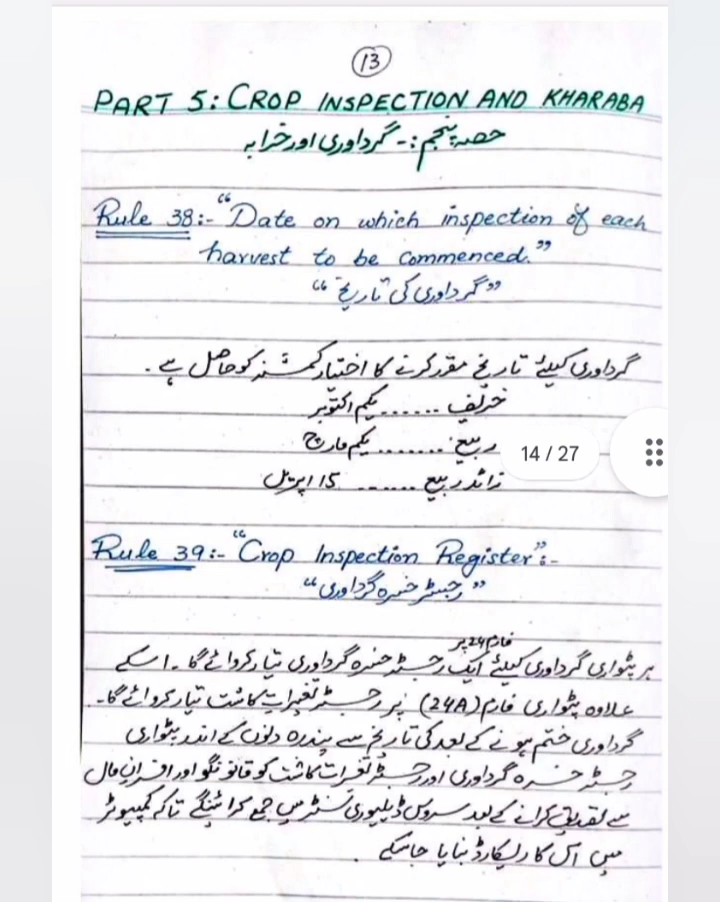 13
PART 5: CROP INSPECTION AND KHARABA
حصہ پنجم:- گرداوری اور خرابہ
Rule 38:- "Date on which inspection of each
harvest to be commenced."
"گرداوری کی تاریخ"
گرداوری کیلئے تاریخ مقرر کرنے کا اختیار کمشنر کو حاصل ہے۔
خریف ...... یکم اکتوبر
ربیع ........ یکم مارچ
14 / 27
زائد ربیع ...... 15 اپریل
Rule 39:- "Crop Inspection Register":-
"رجسٹر خسرہ گرداوری"
فارم 24 پر
ہر پٹواری گرداوری کیلئے ایک رجسٹر خسرہ گرداوری تیار کروائے گا۔ اسکے
علاوہ پٹواری فارم (24A) پر رجسٹر تغیرات کاشت تیار کروائے گا۔
گرداوری ختم ہونے کے بعد کی تاریخ سے پندرہ دنوں کے اندر پٹواری
رجسٹر خسرہ گرداوری اور رجسٹر تغیرات کاشت کو قانونگو اور افسران مال
سے تصدیق کرانے کے بعد سروس ڈیلیوری سنٹر میں جمع کرائینگے تاکہ کمپیوٹر
میں اس کا ریکارڈ بنایا جاسکے ۔